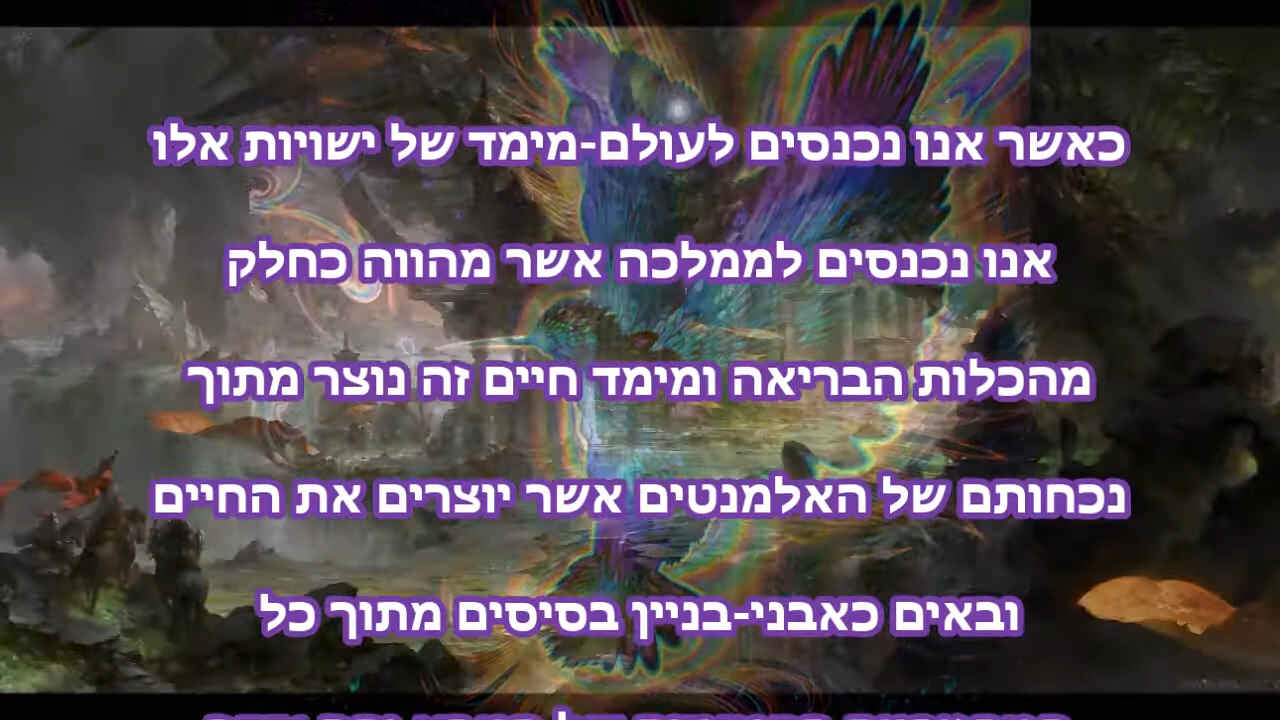 כאשר אנו נכנסים לעולם-מימד של ישויות אלו
אנו נכנסים לממלכה אשר מהווה כחלק
מהכלות הבריאה ומימד חיים זה נוצר מתוך
נכחותם של האלמנטים אשר יוצרים את החיים
ובאים כאבני-בניין בסיסים מתוך כל